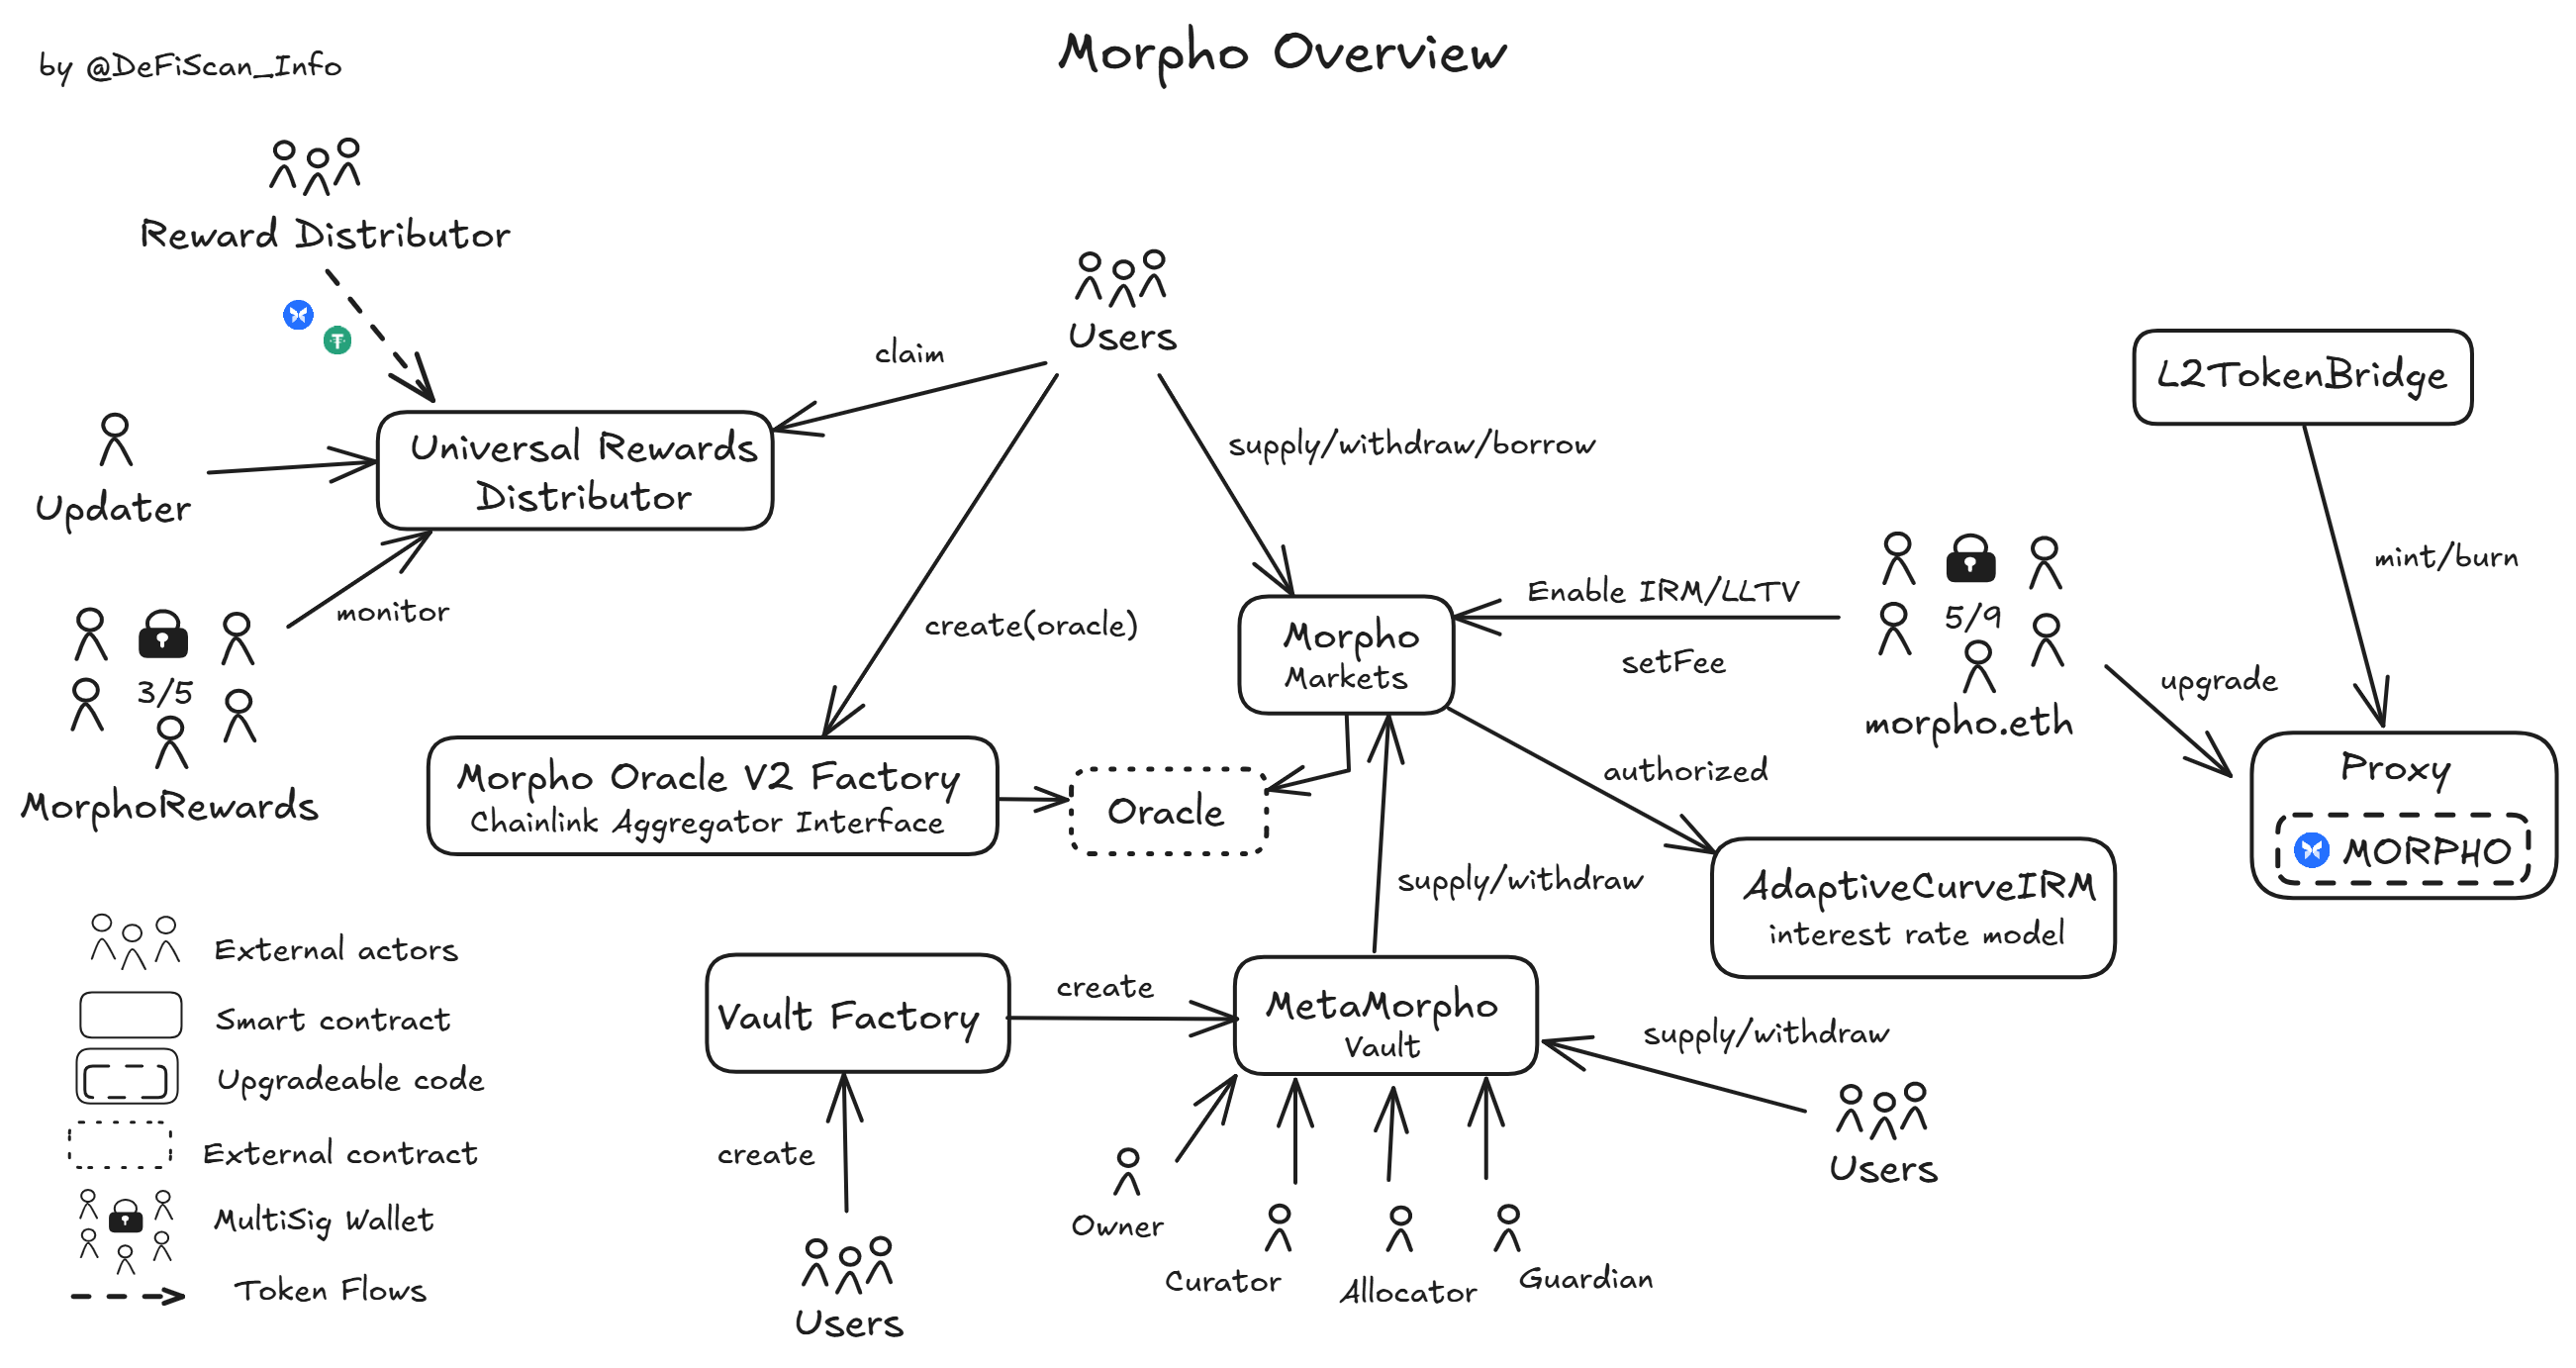 by @DeFiScan_Info
Morpho Overview
Reward Distributor
Users
claim
L2TokenBridge
Universal Rewards
Distributor
supply/withdraw/borrow
Updater
mint/burn
monitor
3/5
MorphoRewards
create(oracle)
Morpho
Markets
Enable IRM/LLTV
setFee
5/9
morpho.eth
upgrade
Proxy
MORPHO
Morpho Oracle V2 Factory
Chainlink Aggregator Interface
Oracle
authorized
supply/withdraw
AdaptiveCurveIRM
interest rate model
External actors
Smart contract
Upgradeable code
External contract
MultiSig Wallet
Token Flows
Vault Factory
create
MetaMorpho
Vault
supply/withdraw
create
Users
Owner
Curator
Allocator
Guardian
Users